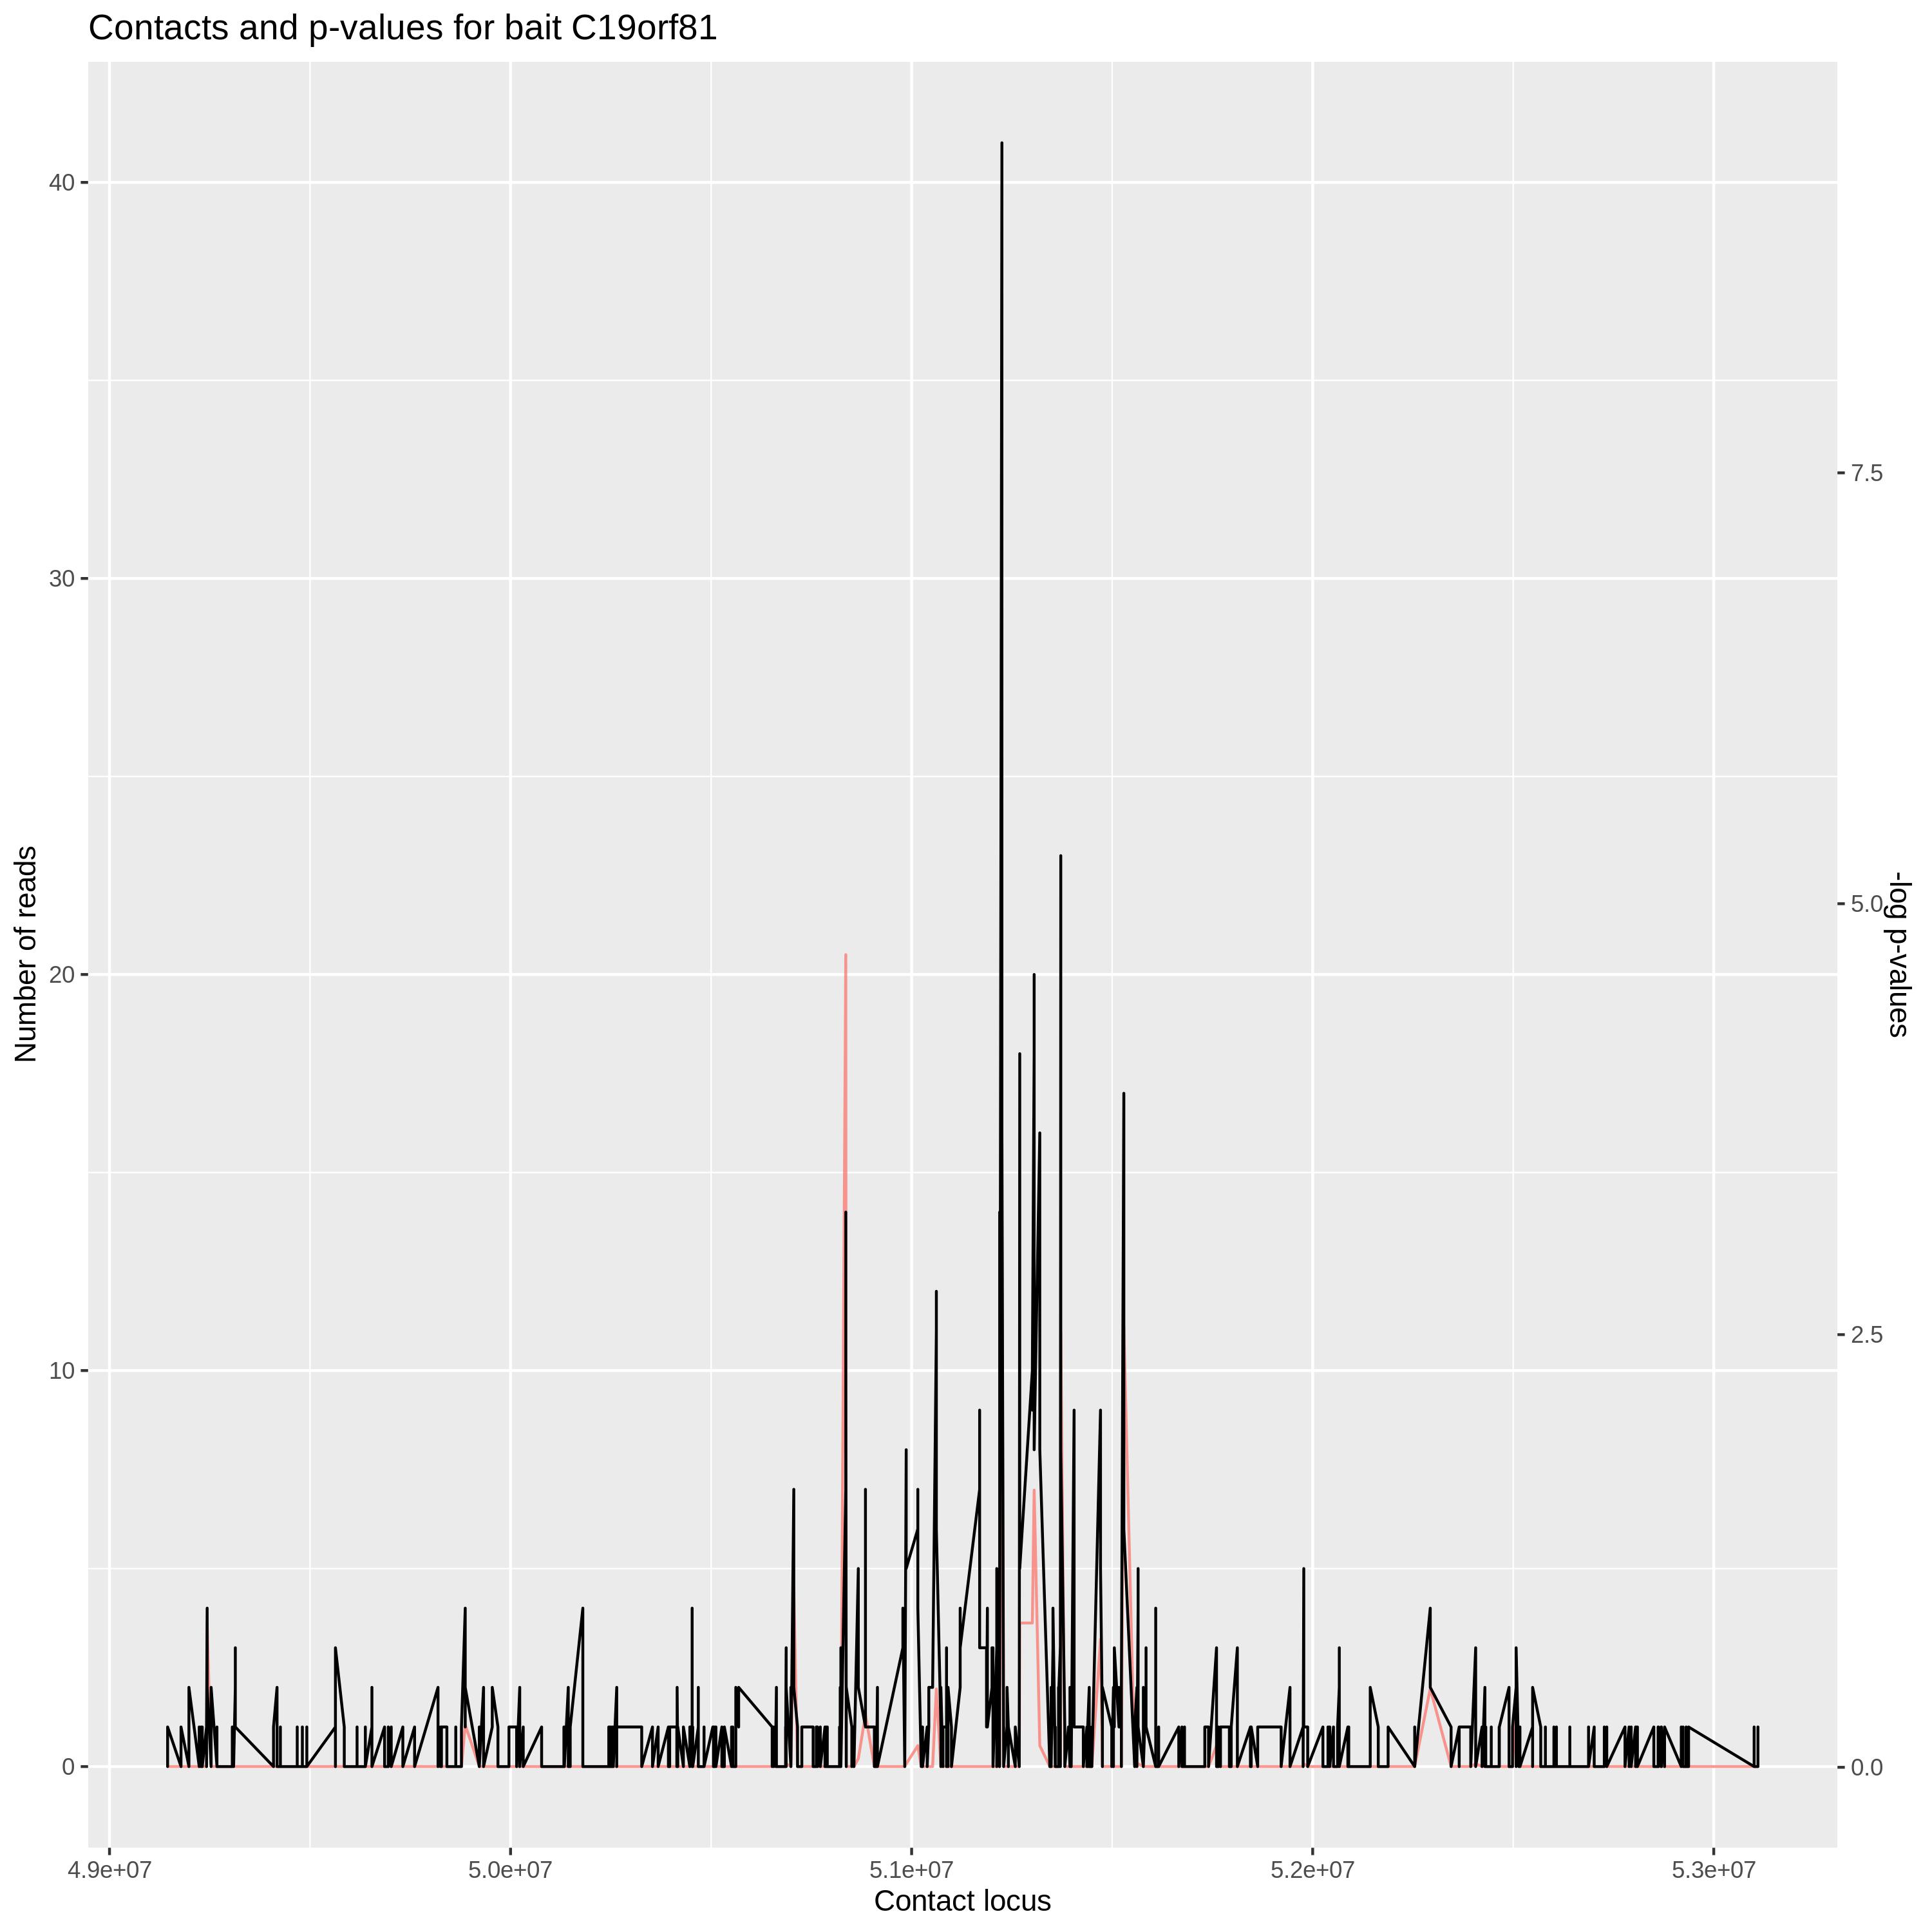 Contacts and p-values for bait C19orf81
40
30
20
10
0
Number of reads
7.5
5.0
2.5
0.0
-log p-values
4.9e+07
5.0e+07
5.1e+07
5.2e+07
5.3e+07
Contact locus